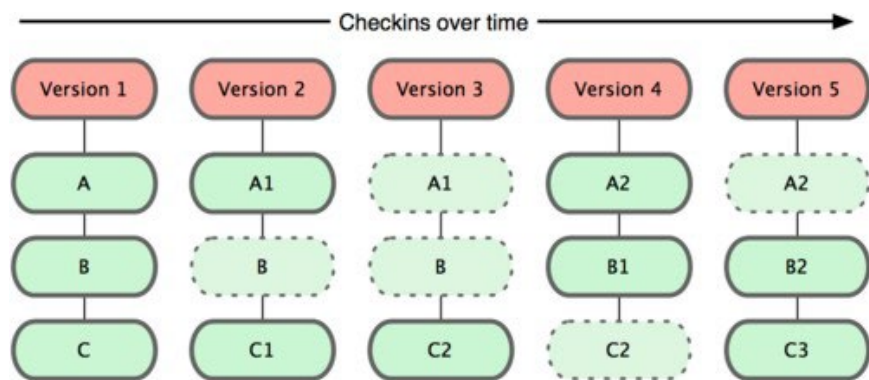 Checkins over time
Version 1 Version 2 Version 3 Version 4 Version 5
A A1 A1 A2 A2
B B B B1 B2
C C1 C2 C2 C3